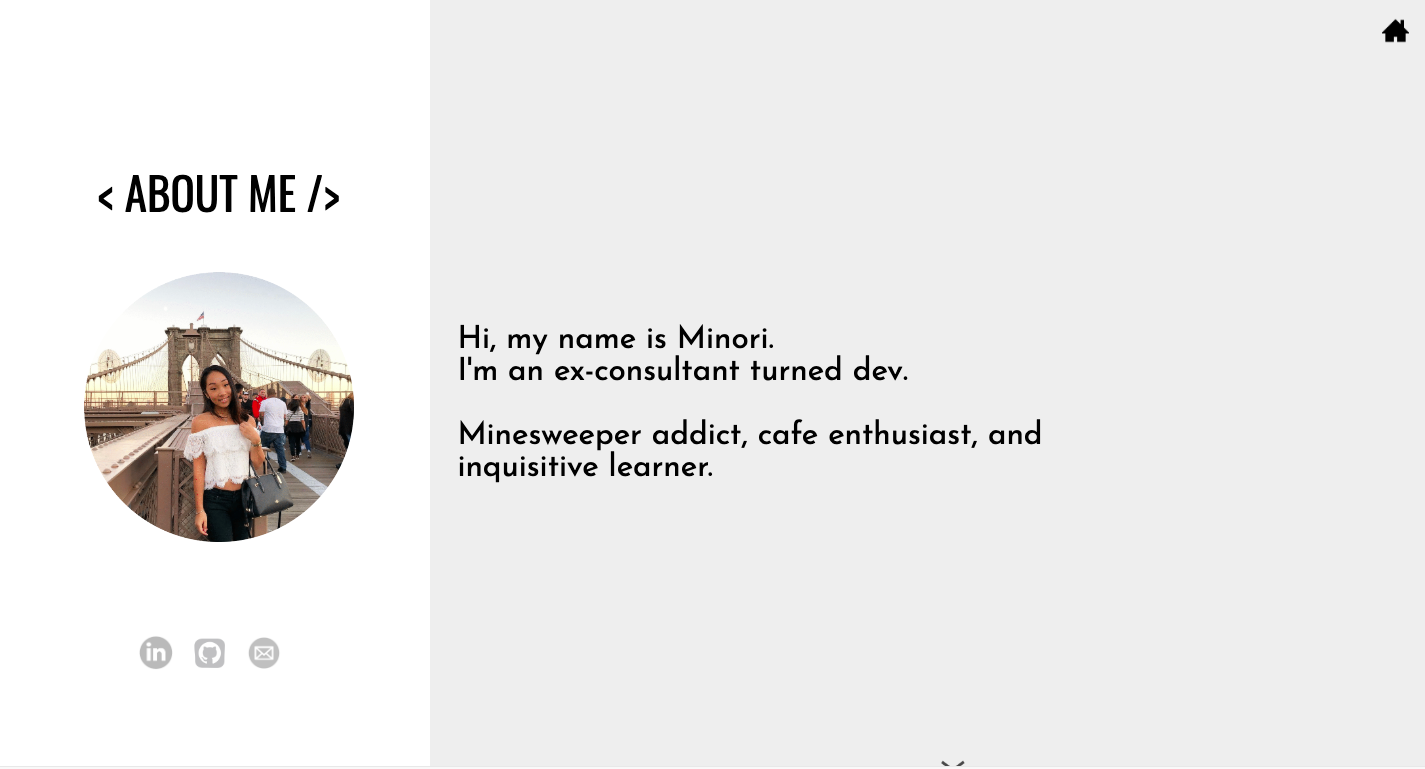 < ABOUT ME />
in
Hi, my name is Minori.
I'm an ex-consultant turned dev.
Minesweeper addict, cafe enthusiast, and
inquisitive learner.